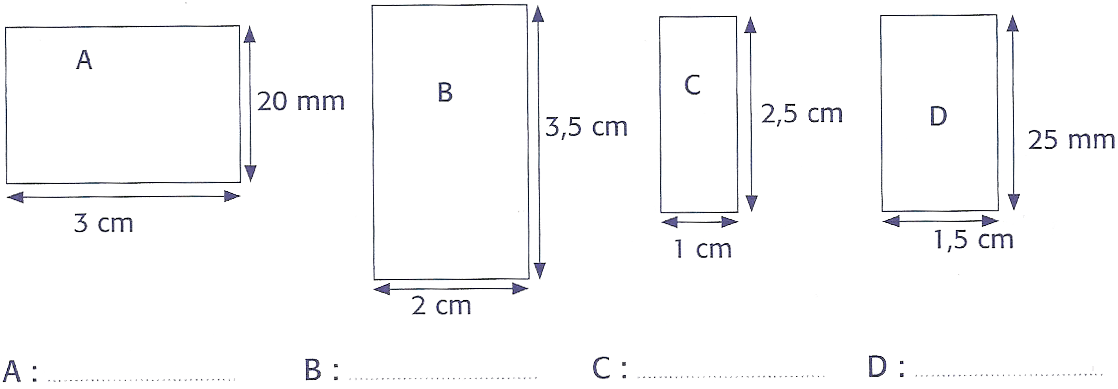 A
20 mm
3 cm
B
3,5 cm
2 cm
C
2,5 cm
1 cm
D
25 mm
1,5 cm
A : ........................ B : ........................ C : ........................ D : ........................